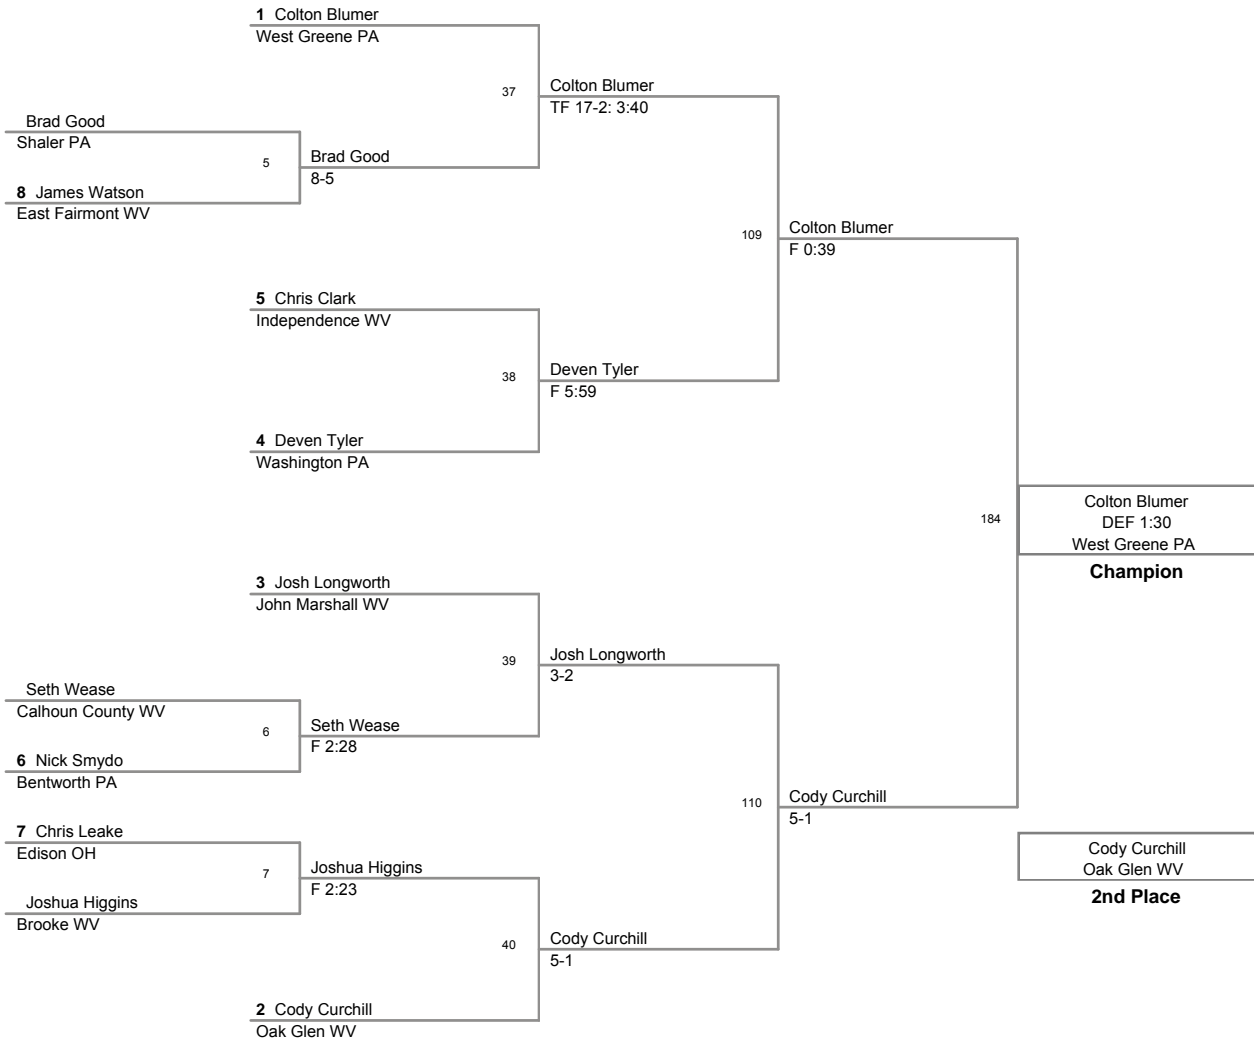 1 Colton Blumer
West Greene PA
37
Colton Blumer
TF 17-2: 3:40
Brad Good
Shaler PA
5
Brad Good
8-5
8 James Watson
East Fairmont WV
109
Colton Blumer
F 0:39
5 Chris Clark
Independence WV
38
Deven Tyler
F 5:59
4 Deven Tyler
Washington PA
184
Colton Blumer
DEF 1:30
West Greene PA
Champion
3 Josh Longworth
John Marshall WV
39
Josh Longworth
3-2
Seth Wease
Calhoun County WV
6
Seth Wease
F 2:28
6 Nick Smydo
Bentworth PA
110
Cody Curchill
5-1
7 Chris Leake
Edison OH
7
Joshua Higgins
F 2:23
Joshua Higgins
Brooke WV
40
Cody Curchill
5-1
2 Cody Curchill
Oak Glen WV
Cody Curchill
Oak Glen WV
2nd Place